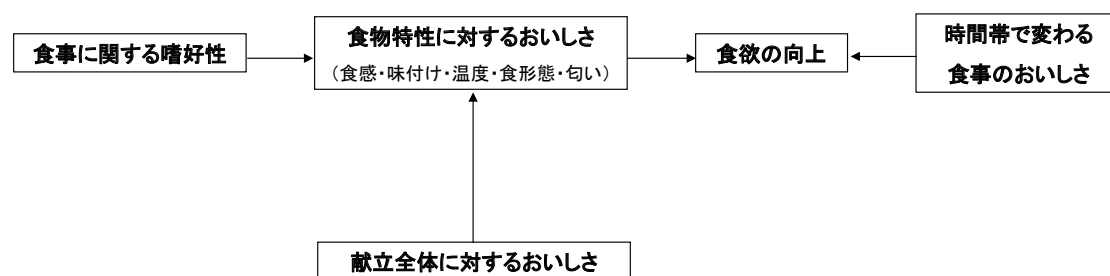 食事に関する嗜好性
食物特性に対するおいしさ
（食感・味付け・温度・食形態・匂い）
食欲の向上
時間帯で変わる
食事のおいしさ
献立全体に対するおいしさ